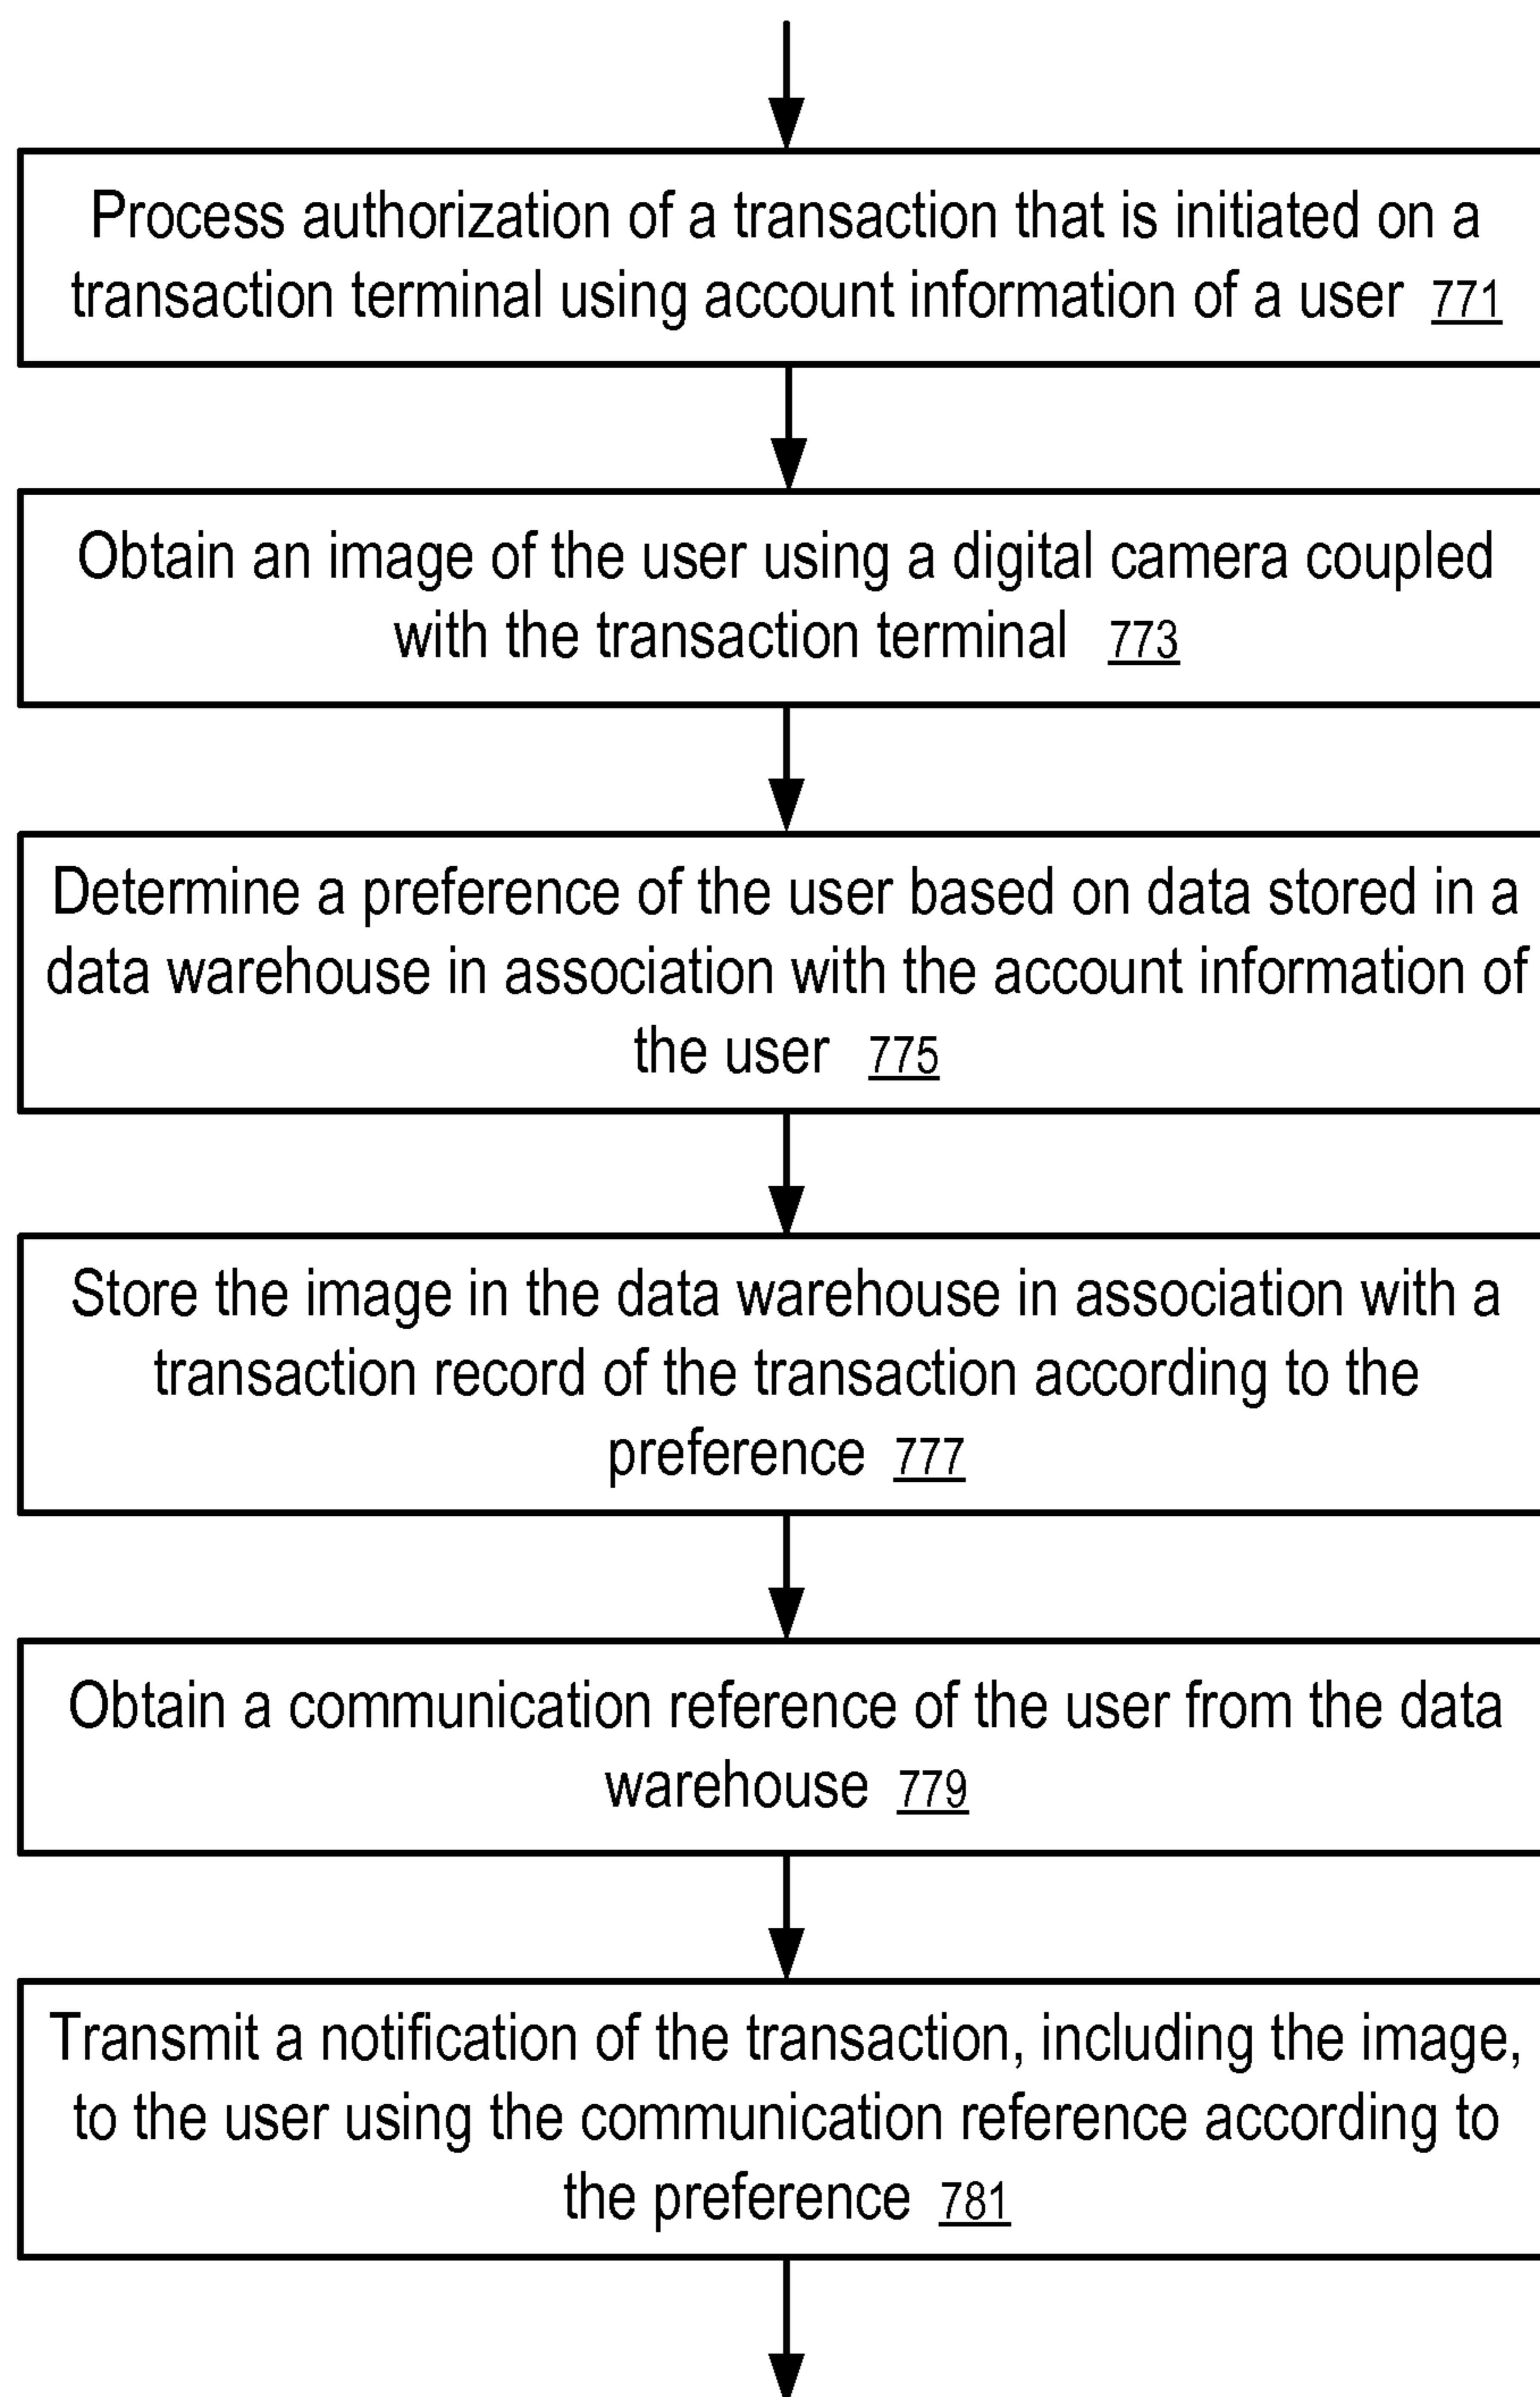 Process authorization of a transaction that is initiated on a
transaction terminal using account information of a user 771
Obtain an image of the user using a digital camera coupled
with the transaction terminal 773
Determine a preference of the user based on data stored in a
data warehouse in association with the account information of
the user 775
Store the image in the data warehouse in association with a
transaction record of the transaction according to the
preference 777
Obtain a communication reference of the user from the data
warehouse 779
Transmit a notification of the transaction, including the image,
to the user using the communication reference according to
the preference 781